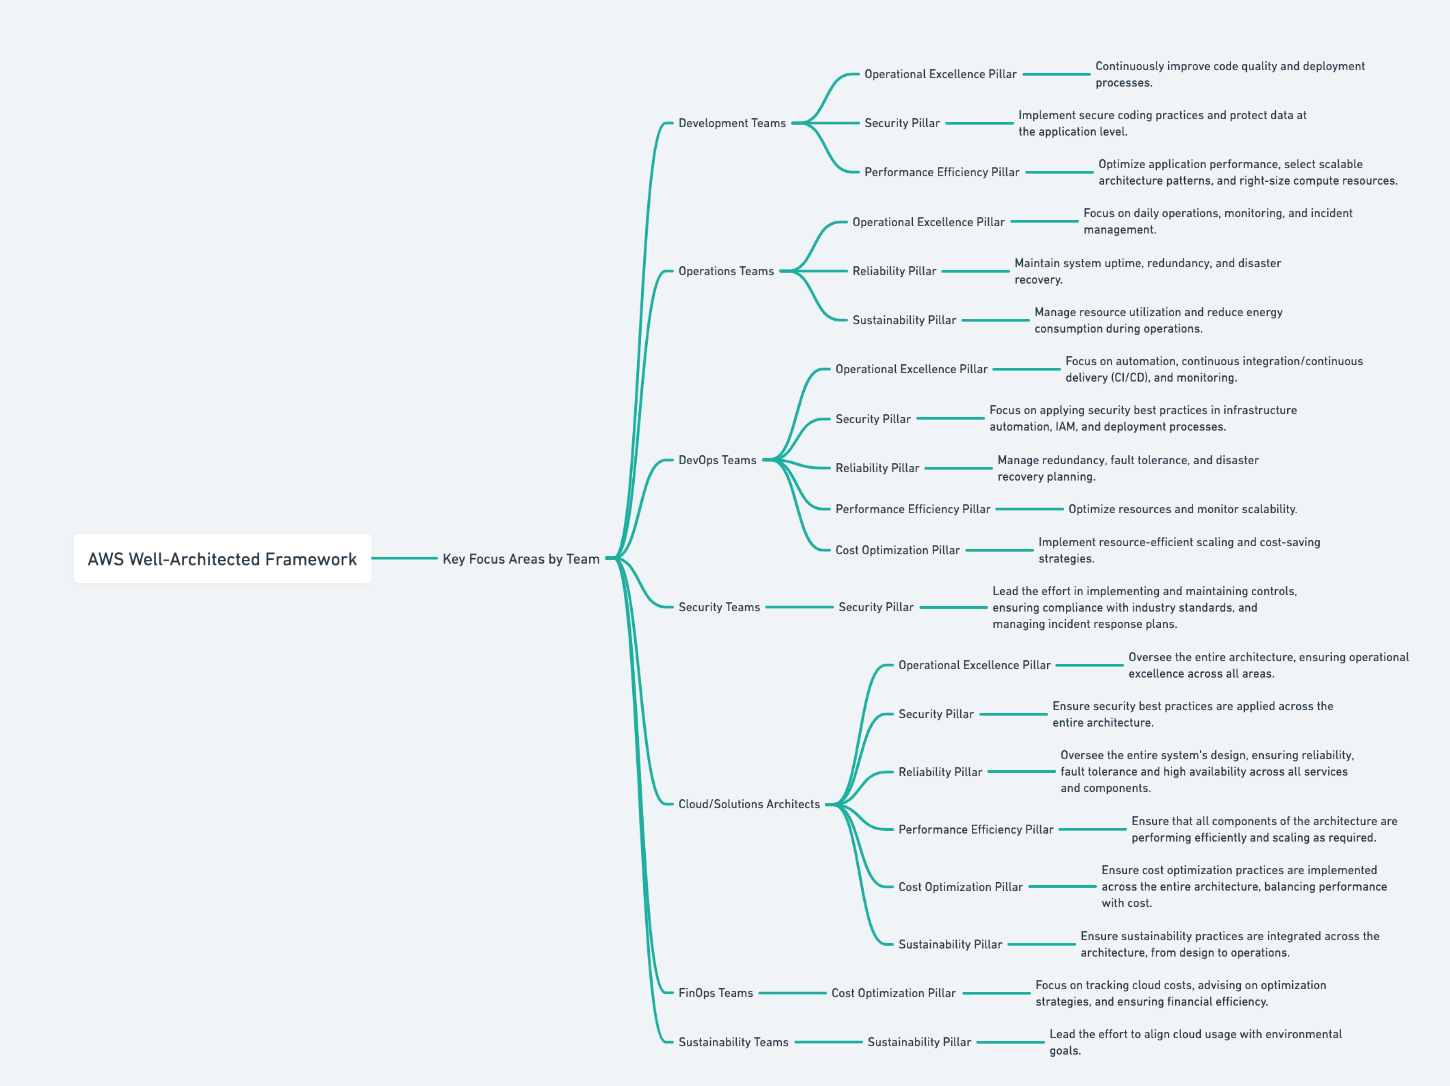 AWS Well-Architected Framework
Key Focus Areas by Team
Development Teams
Operational Excellence Pillar
Continuously improve code quality and deployment
processes.
Security Pillar
Implement secure coding practices and protect data at
the application level.
Performance Efficiency Pillar
Optimize application performance, select scalable
architecture patterns, and right-size compute resources.
Operations Teams
Operational Excellence Pillar
Focus on daily operations, monitoring, and incident
management.
Reliability Pillar
Maintain system uptime, redundancy, and disaster
recovery.
Sustainability Pillar
Manage resource utilization and reduce energy
consumption during operations.
DevOps Teams
Operational Excellence Pillar
Focus on automation, continuous integration/continuous
delivery (CI/CD), and monitoring.
Security Pillar
Focus on applying security best practices in infrastructure
automation, IAM, and deployment processes.
Reliability Pillar
Manage redundancy, fault tolerance, and disaster
recovery planning.
Performance Efficiency Pillar
Optimize resources and monitor scalability.
Cost Optimization Pillar
Implement resource-efficient scaling and cost-saving
strategies.
Security Teams
Security Pillar
Lead the effort in implementing and maintaining controls,
ensuring compliance with industry standards, and
managing incident response plans.
Cloud/Solutions Architects
Operational Excellence Pillar
Oversee the entire architecture, ensuring operational
excellence across all areas.
Security Pillar
Ensure security best practices are applied across the
entire architecture.
Reliability Pillar
Oversee the entire system's design, ensuring reliability,
fault tolerance and high availability across all services
and components.
Performance Efficiency Pillar
Ensure that all components of the architecture are
performing efficiently and scaling as required.
Cost Optimization Pillar
Ensure cost optimization practices are implemented
across the entire architecture, balancing performance
with cost.
Sustainability Pillar
Ensure sustainability practices are integrated across the
architecture, from design to operations.
FinOps Teams
Cost Optimization Pillar
Focus on tracking cloud costs, advising on optimization
strategies, and ensuring financial efficiency.
Sustainability Teams
Sustainability Pillar
Lead the effort to align cloud usage with environmental
goals.